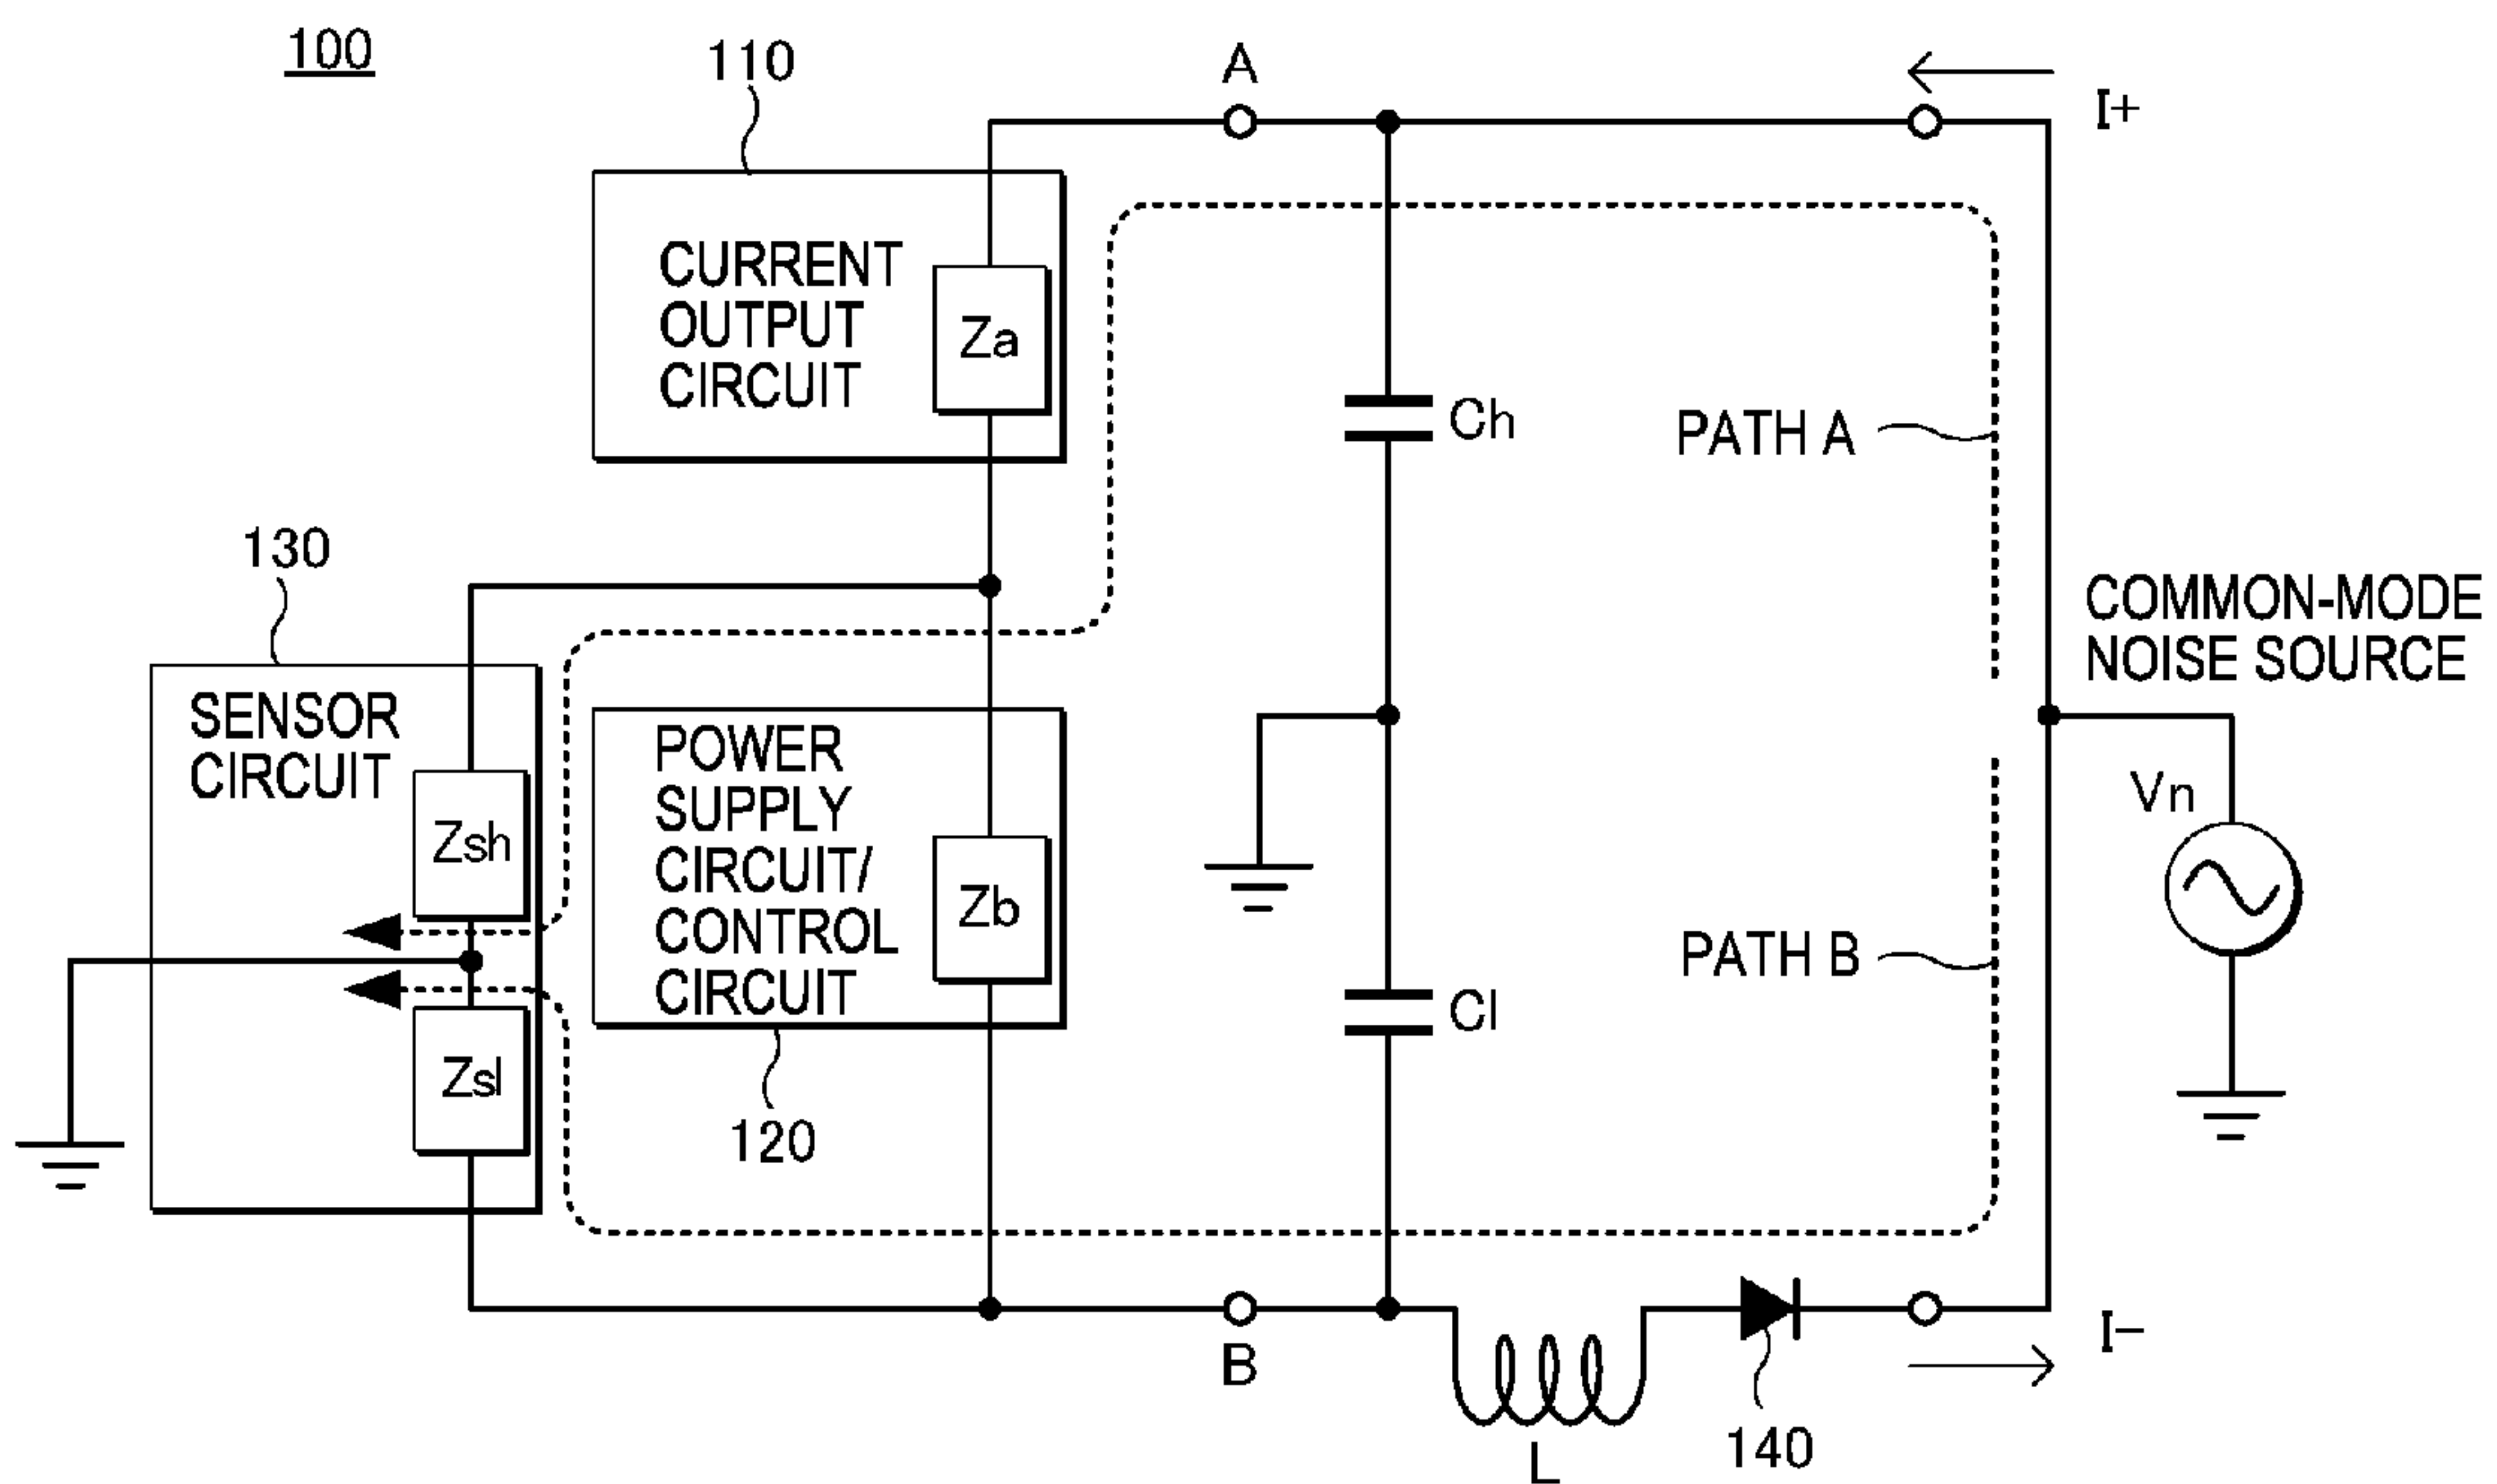 100
110
A
I+
CURRENT
OUTPUT
CIRCUIT
Za
Ch
PATH A
130
COMMON-MODE
NOISE SOURCE
SENSOR
CIRCUIT
Zsh
POWER
SUPPLY
CIRCUIT/
CONTROL
CIRCUIT
Zb
Vn
PATH B
Cl
Zsl
120
B
I−
L
140